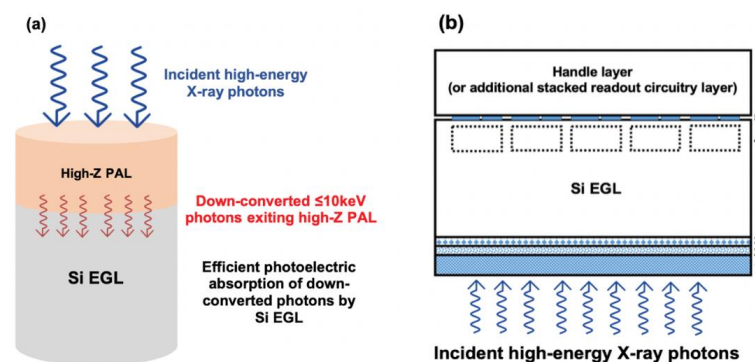 (a)
Incident high-energy
X-ray photons
High-Z PAL
Down-converted ≤10keV
photons exiting high-Z PAL
Si EGL
Efficient photoelectric
absorption of down-
converted photons by
Si EGL
(b)
Handle layer
(or additional stacked readout circuitry layer)
Si EGL
Incident high-energy X-ray photons